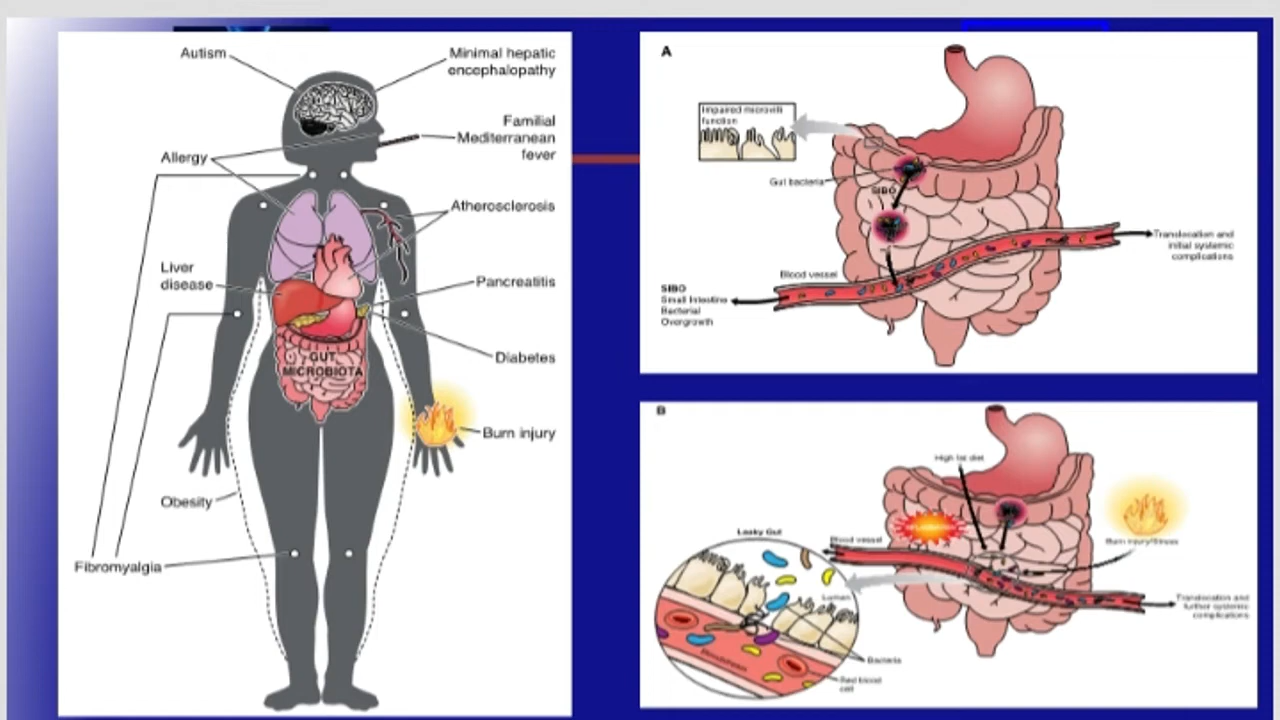 Autism
Minimal hepatic
encephalopathy
Familial
Mediterranean
fever
Allergy
Atherosclerosis
Liver
disease
Pancreatitis
GUT
MICROBIOTA
Diabetes
Burn injury
Obesity
Fibromyalgia
A
Impaired microvilli
function
Gut bacteria
SIBO
Translocation and
initial systemic
complications
Blood vessel
SIBO
Small Intestine
Bacterial
Overgrowth
B
High fat diet
Leaky Gut
Blood vessel
Burn injury/Illness
Lumen
Translocation and
further systemic
complications
Bacteria
Red blood
cell